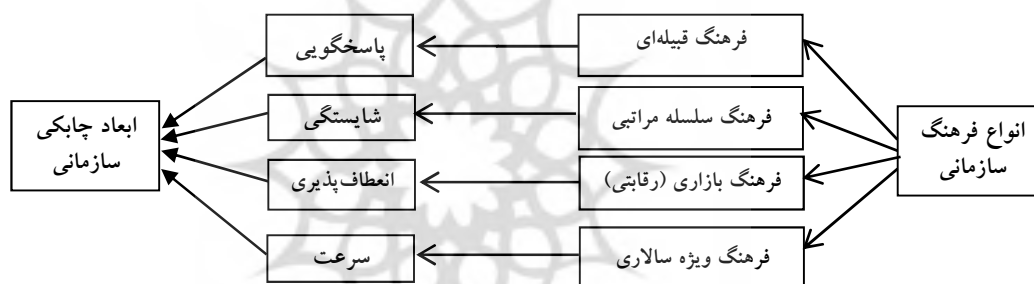 انواع فرهنگ
سازمانی
فرهنگ قبیله‌ای
فرهنگ سلسله مراتبی
فرهنگ بازاری (رقابتی)
فرهنگ ویژه سالاری
پاسخگویی
شایستگی
انعطاف‌پذیری
سرعت
ابعاد چابکی
سازمانی